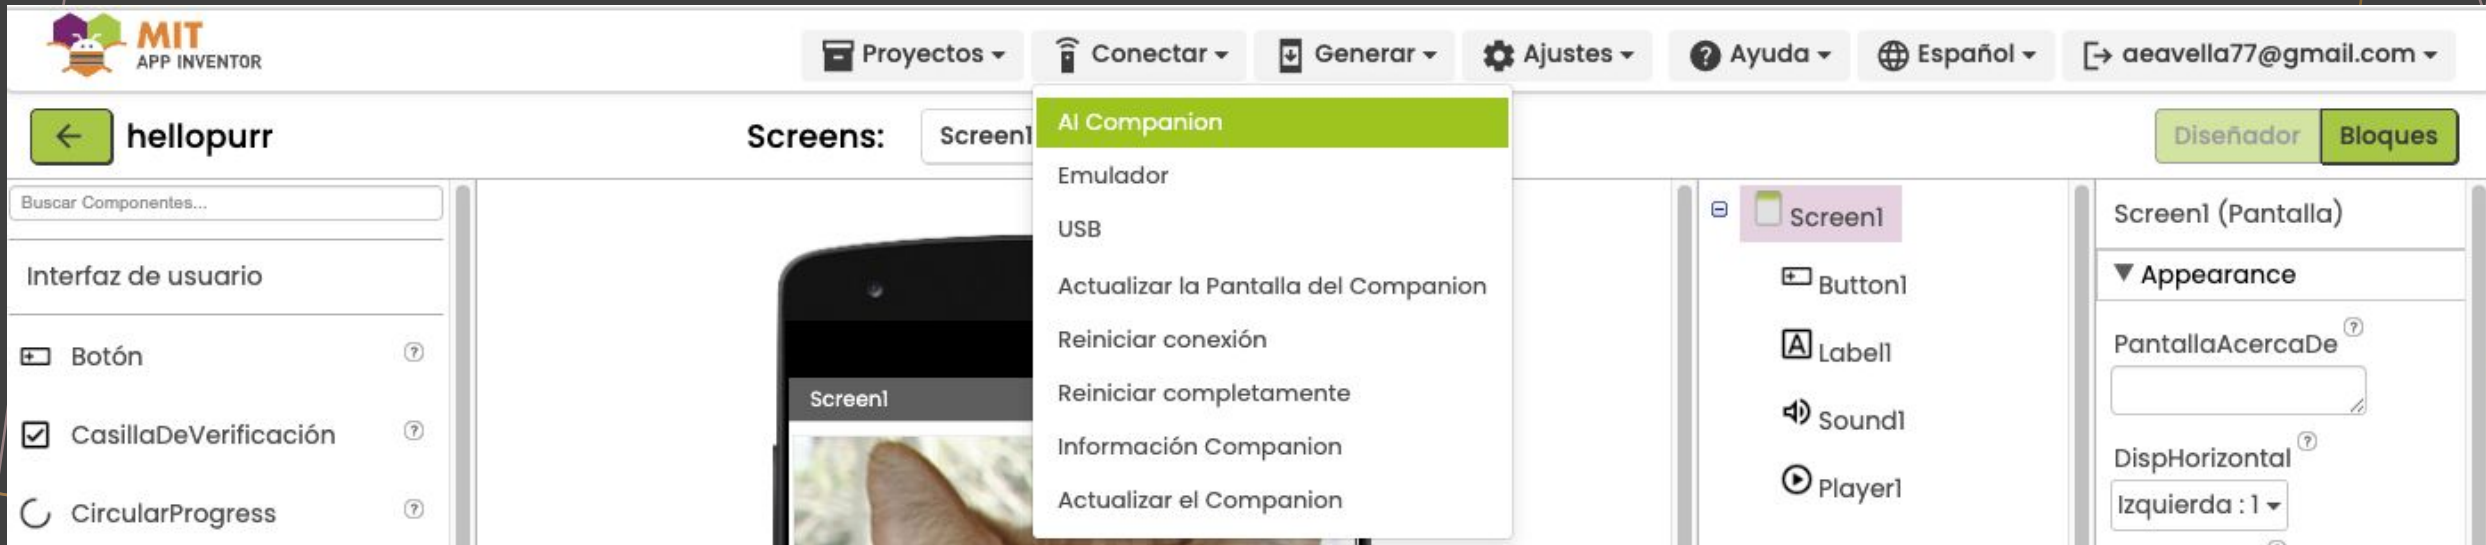 MIT
APP INVENTOR
Proyectos
Conectar
Generar
Ajustes
Ayuda
Español
aeavella77@gmail.com
hellopurr
Screens:
Screen1
Diseñador
Bloques
AI Companion
Emulador
USB
Actualizar la Pantalla del Companion
Reiniciar conexión
Reiniciar completamente
Información Companion
Actualizar el Companion
Buscar Componentes...
Interfaz de usuario
Botón
CasillaDeVerificación
CircularProgress
Screen1
Screen1
Button1
Label1
Sound1
Player1
Screen1 (Pantalla)
Appearance
PantallaAcercaDe
DispHorizontal
Izquierda : 1